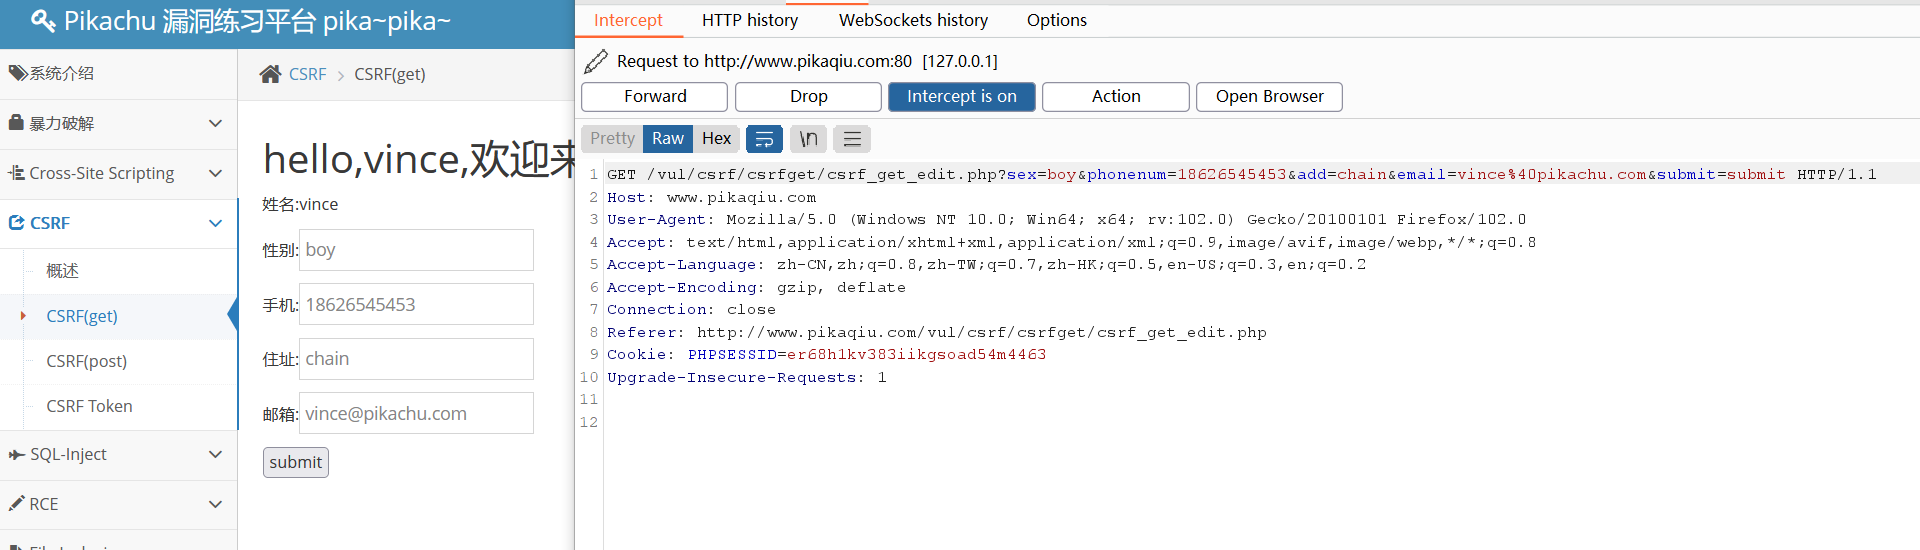 Pikachu 漏洞练习平台 pika~pika~
系统介绍
暴力破解
Cross-Site Scripting
CSRF
概述
CSRF(get)
CSRF(post)
CSRF Token
SQL-Inject
RCE
CSRF > CSRF(get)
hello,vince,欢迎来
姓名:vince
性别: boy
手机: 18626545453
住址: chain
邮箱: vince@pikachu.com
submit
Intercept HTTP history WebSockets history Options
Request to http://www.pikaqiu.com:80 [127.0.0.1]
Forward Drop Intercept is on Action Open Browser
Pretty Raw Hex \n
1 GET /vul/csrf/csrfget/csrf_get_edit.php?sex=boy&phonenum=18626545453&add=chain&email=vince%40pikachu.com&submit=submit HTTP/1.1
2 Host: www.pikaqiu.com
3 User-Agent: Mozilla/5.0 (Windows NT 10.0; Win64; x64; rv:102.0) Gecko/20100101 Firefox/102.0
4 Accept: text/html,application/xhtml+xml,application/xml;q=0.9,image/avif,image/webp,*/*;q=0.8
5 Accept-Language: zh-CN,zh;q=0.8,zh-TW;q=0.7,zh-HK;q=0.5,en-US;q=0.3,en;q=0.2
6 Accept-Encoding: gzip, deflate
7 Connection: close
8 Referer: http://www.pikaqiu.com/vul/csrf/csrfget/csrf_get_edit.php
9 Cookie: PHPSESSID=er68h1kv383iikgsoad54m4463
10 Upgrade-Insecure-Requests: 1
11
12